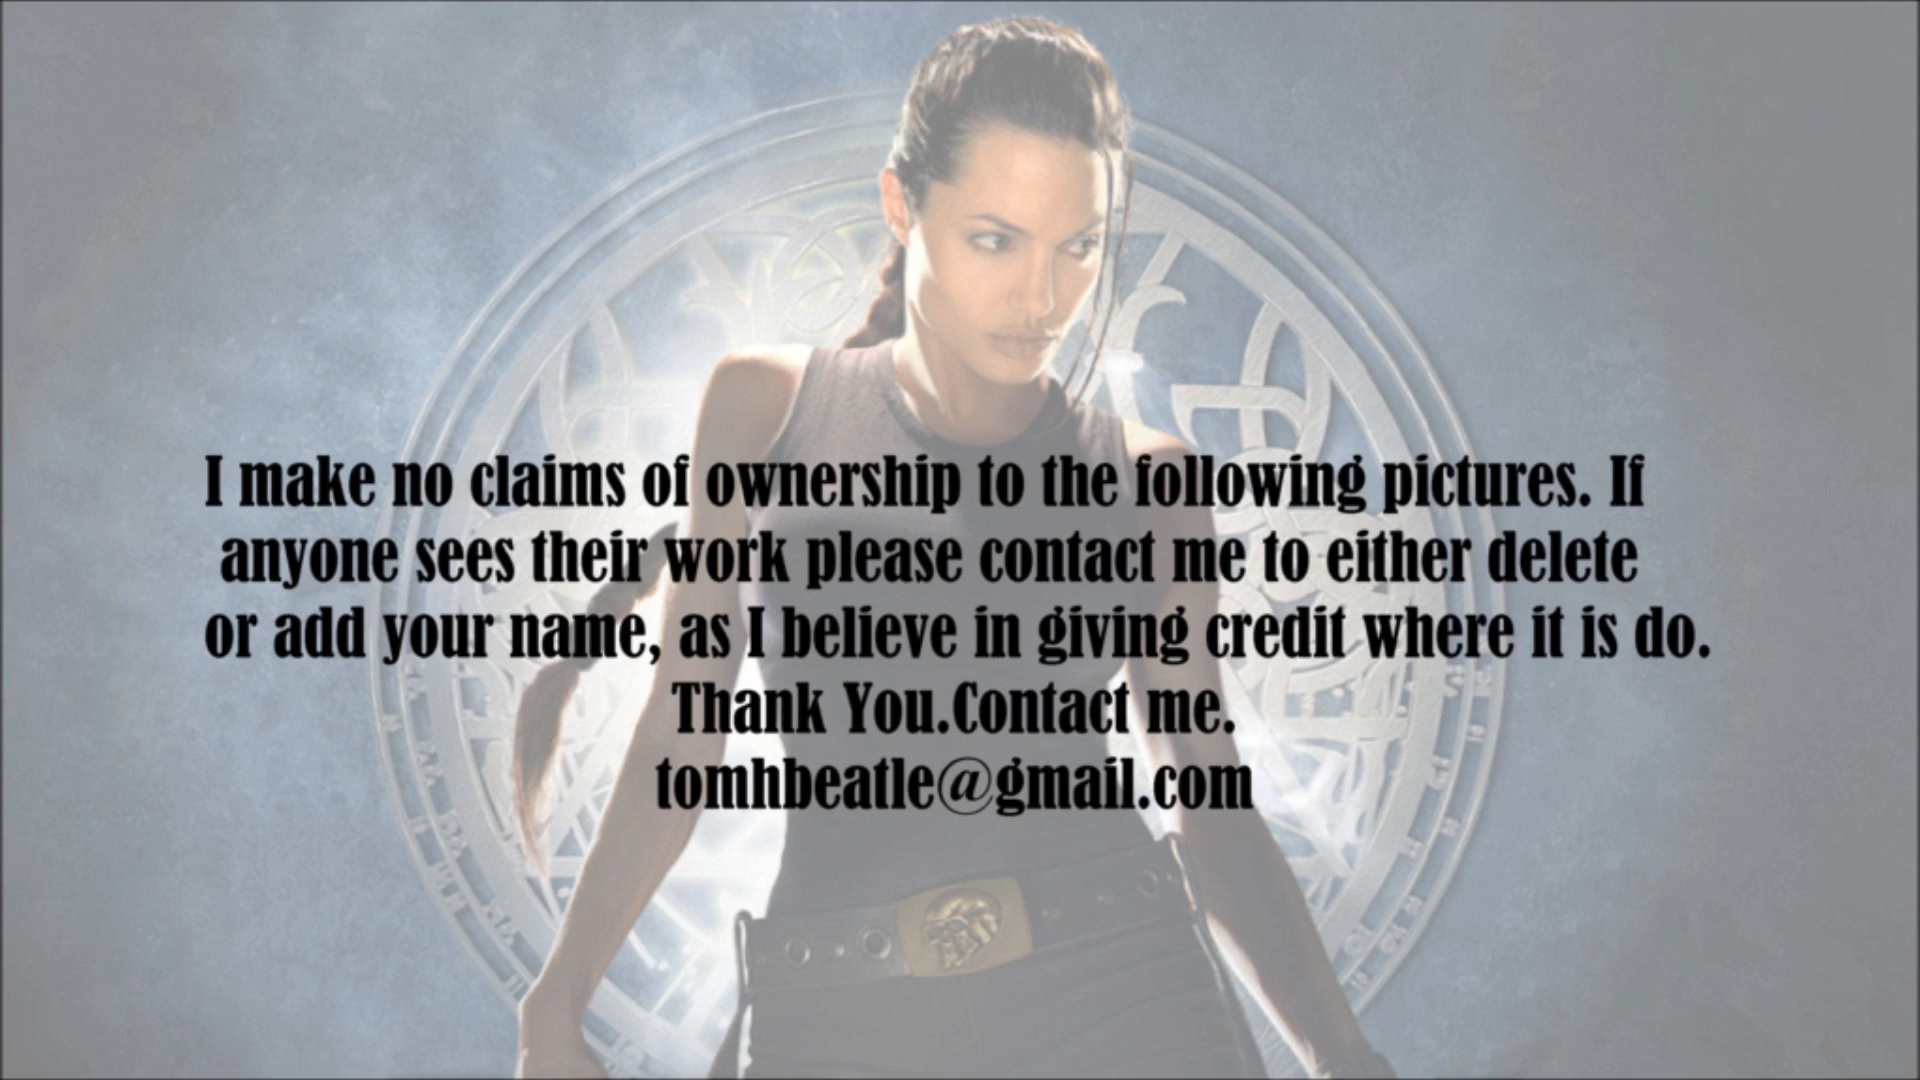 I make no claims of ownership to the following pictures. If
anyone sees their work please contact me to either delete
or add your name, as I believe in giving credit where it is do.
Thank You.Contact me.
tomhbeatle@gmail.com